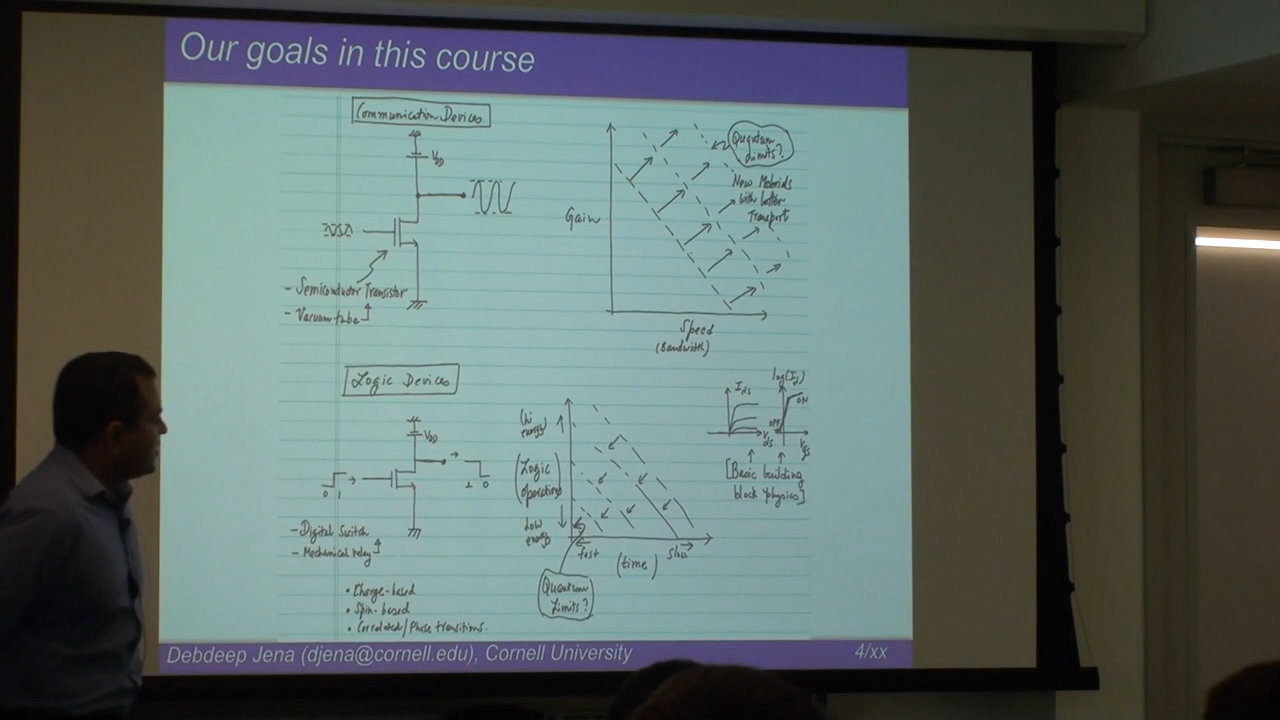 Our goals in this course
Communication Devices
VDD
- Semiconductor Transistor
- Vacuum tube
Gain
Quantum
Limits?
New Materials
with better
Transport
Speed
(Bandwidth)
Logic Devices
VDD
0 1
1 0
- Digital Switch
- Mechanical relay
• Charge-based
• Spin-based
• Correlated/Phase transitions.
(hi
energy)
(Logic
operation)
Low
energy
fast
slow
(time)
Quantum
Limits?
Ids
Vds
log(Id)
ON
OFF
Vgs
[Basic building
block physics]
Debdeep Jena (djena@cornell.edu), Cornell University
4/xx